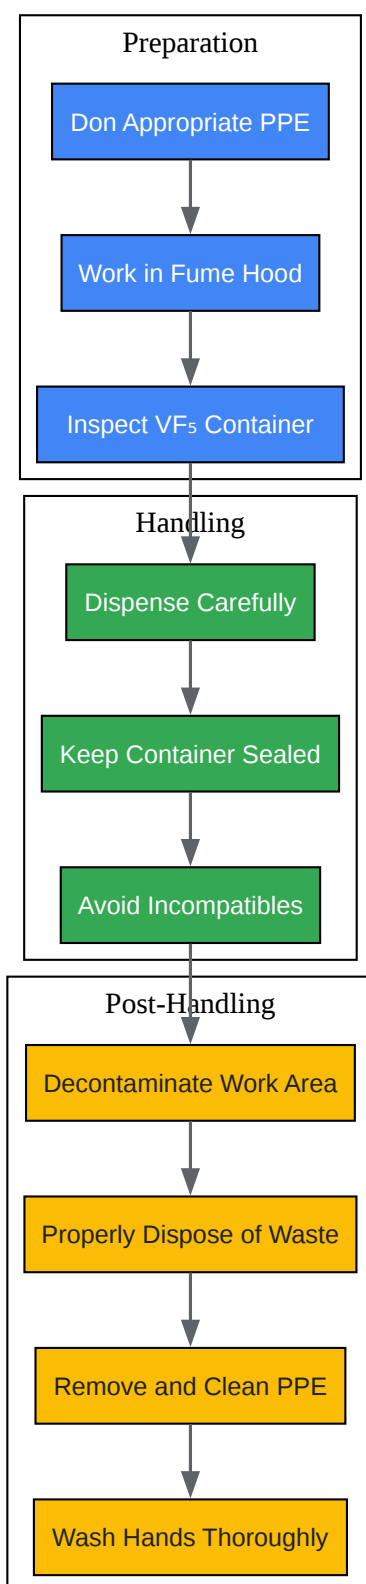 Preparation
Don Appropriate PPE
Work in Fume Hood
Inspect VF₅ Container
Handling
Dispense Carefully
Keep Container Sealed
Avoid Incompatibles
Post-Handling
Decontaminate Work Area
Properly Dispose of Waste
Remove and Clean PPE
Wash Hands Thoroughly